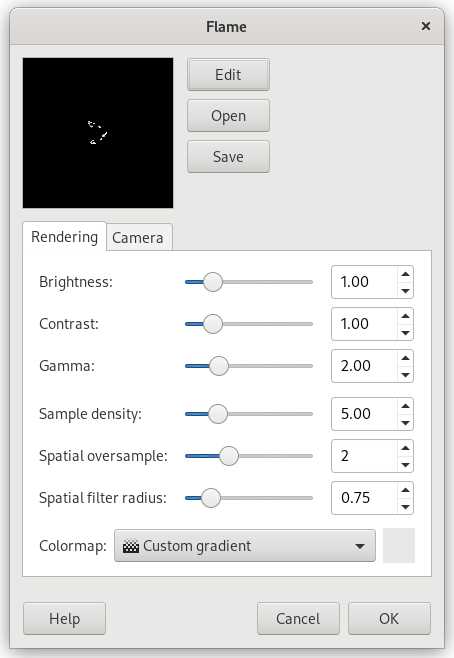 Flame
Edit
Open
Save
Rendering Camera
Brightness: 1.00
Contrast: 1.00
Gamma: 2.00
Sample density: 5.00
Spatial oversample: 2
Spatial filter radius: 0.75
Colormap: Custom gradient
Help Cancel OK